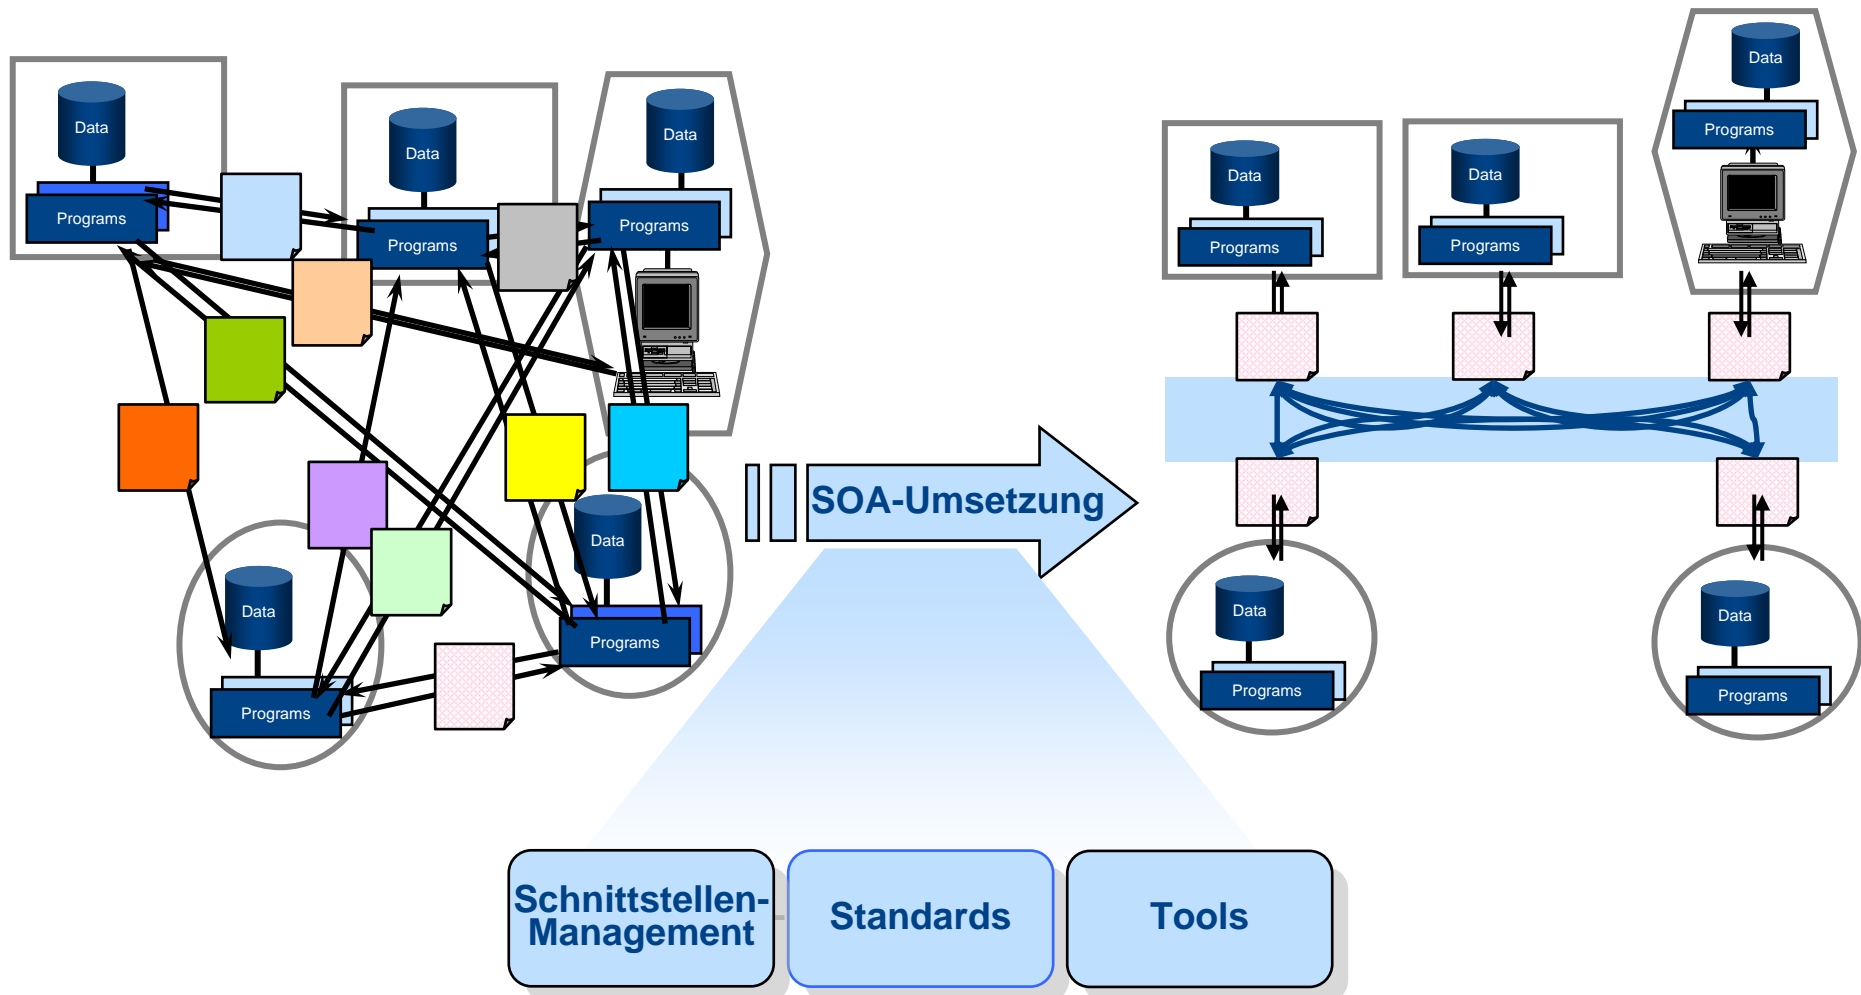 Data
Programs
Data
Programs
Data
Programs
Data
Programs
Data
Programs
SOA-Umsetzung
Data
Programs
Data
Programs
Data
Programs
Data
Programs
Data
Programs
Schnittstellen-
Management
Standards
Tools